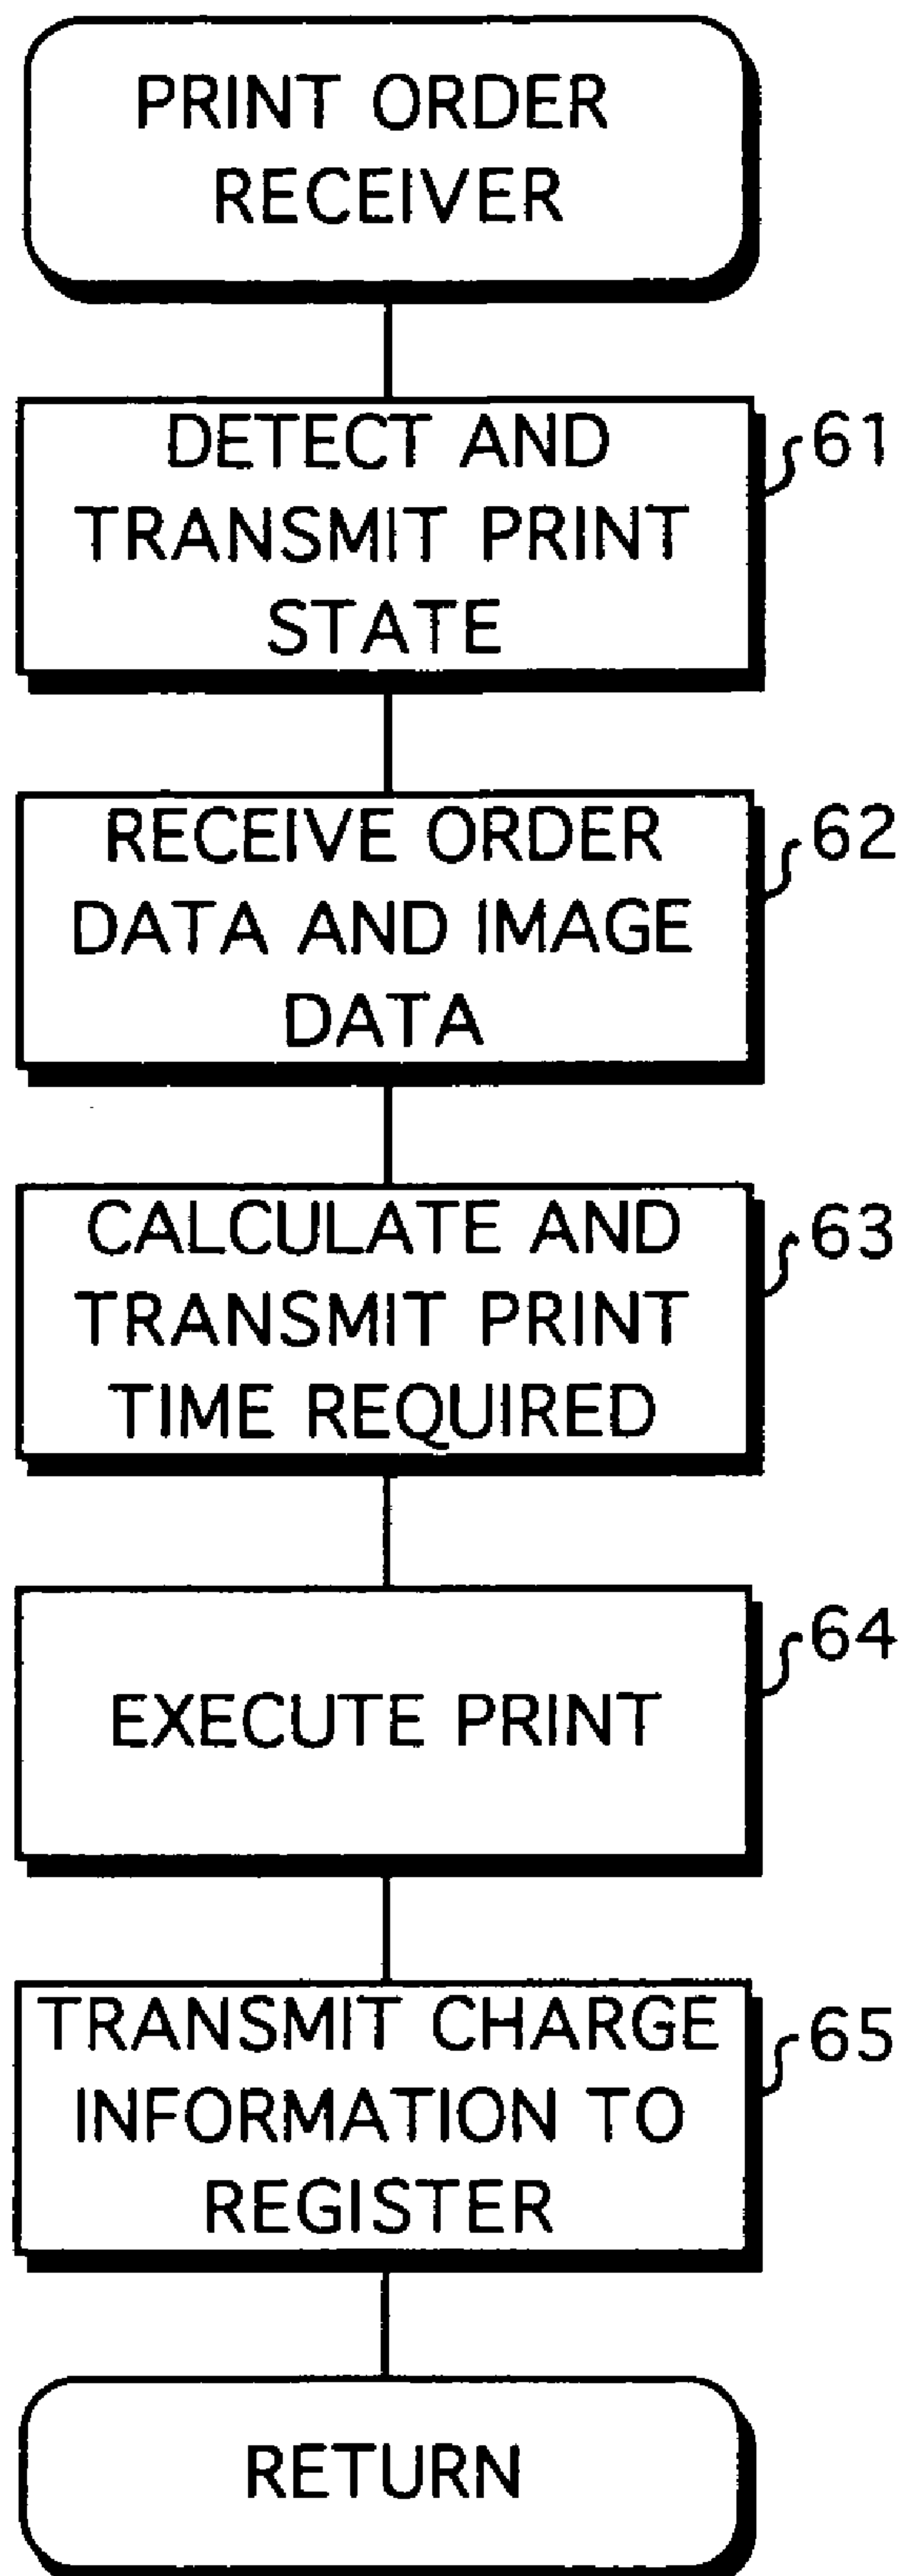 PRINT ORDER
RECEIVER
DETECT AND
TRANSMIT PRINT
STATE
61
RECEIVE ORDER
DATA AND IMAGE
DATA
62
CALCULATE AND
TRANSMIT PRINT
TIME REQUIRED
63
EXECUTE PRINT
64
TRANSMIT CHARGE
INFORMATION TO
REGISTER
65
RETURN